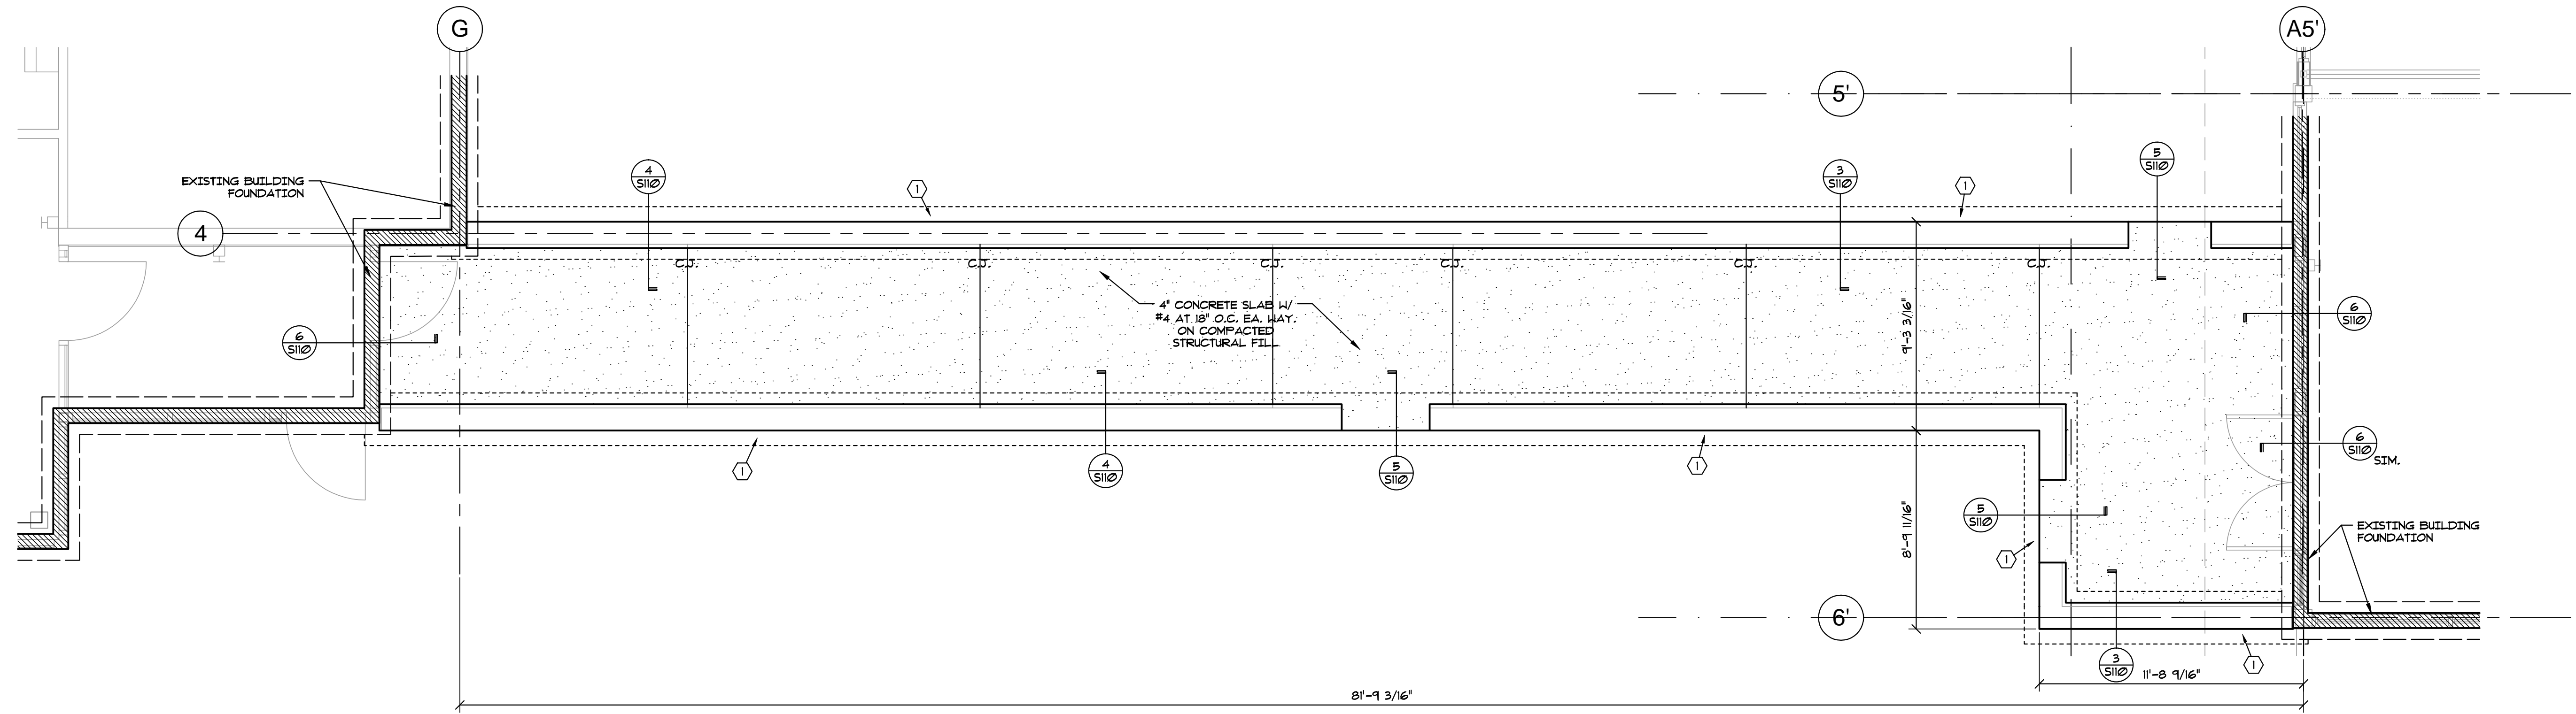 G
A5'
5'
5
S110
4
S110
3
S110
EXISTING BUILDING
FOUNDATION
1
1
4
C.J.
C.J.
C.J.
C.J.
C.J.
C.J.
4" CONCRETE SLAB W/
#4 AT 18" O.C. EA. WAY.
ON COMPACTED
STRUCTURAL FILL
9'-3 3/16"
6
S110
6
S110
6
S110
SIM.
1
4
S110
5
S110
1
5
S110
8'-9 11/16"
1
EXISTING BUILDING
FOUNDATION
6'
3
S110
1
11'-8 9/16"
81'-9 3/16"